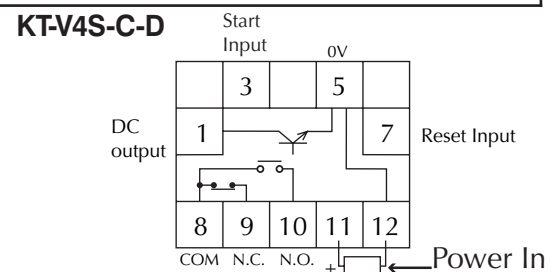 KT-V4S-C-D
Start
Input
0V
3
5
DC
output
1
7
Reset Input
8
9
10
11
12
COM
N.C.
N.O.
+
Power In